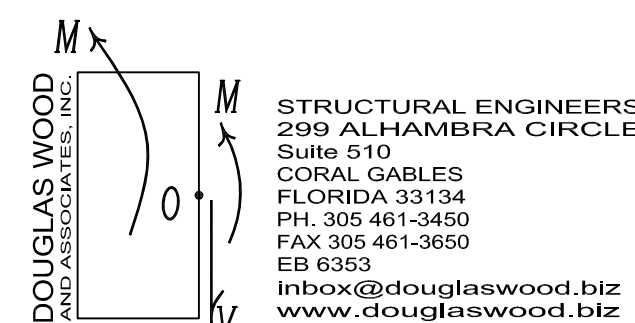 M
DOUGLAS WOOD
AND ASSOCIATES, INC.
M
O
V
STRUCTURAL ENGINEERS
299 ALHAMBRA CIRCLE
Suite 510
CORAL GABLES
FLORIDA 33134
PH. 305 461-3450
FAX 305 461-3650
EB 6353
inbox@douglaswood.biz
www.douglaswood.biz